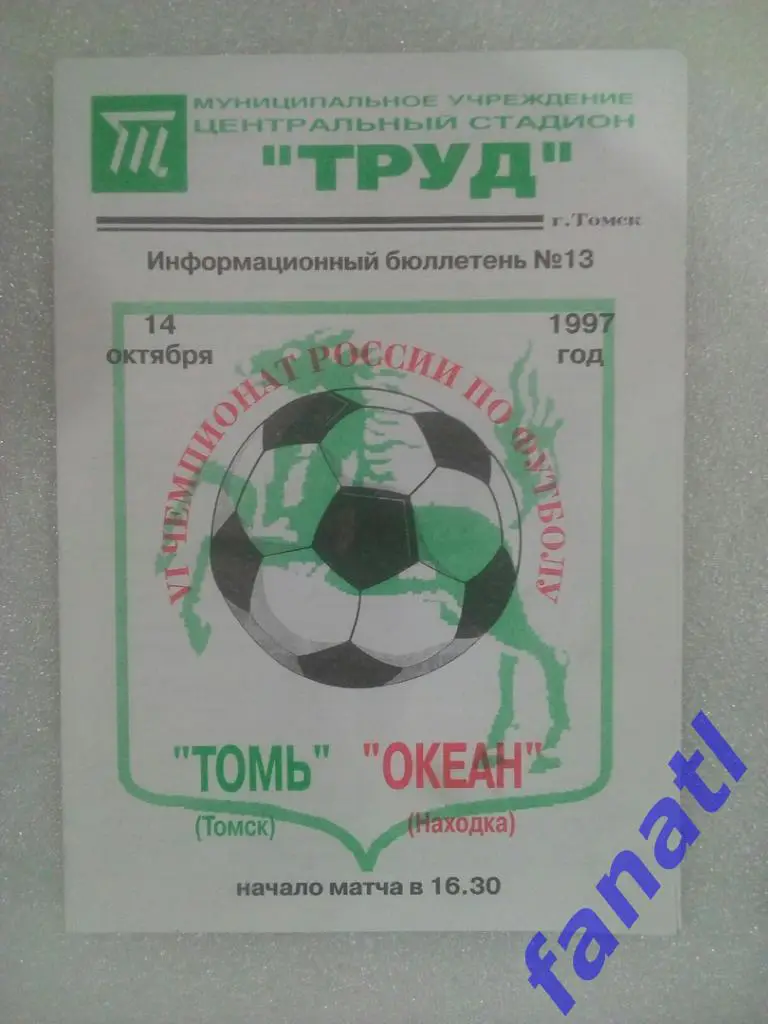 МУНИЦИПАЛЬНОЕ УЧРЕЖДЕНИЕ
ЦЕНТРАЛЬНЫЙ СТАДИОН
"ТРУД"
г.Томск
Информационный бюллетень №13
14 октября
1997 год
VI ЧЕМПИОНАТ РОССИИ ПО ФУТБОЛУ
"ТОМЬ" "ОКЕАН"
(Томск) (Находка)
начало матча в 16.30
fanatl